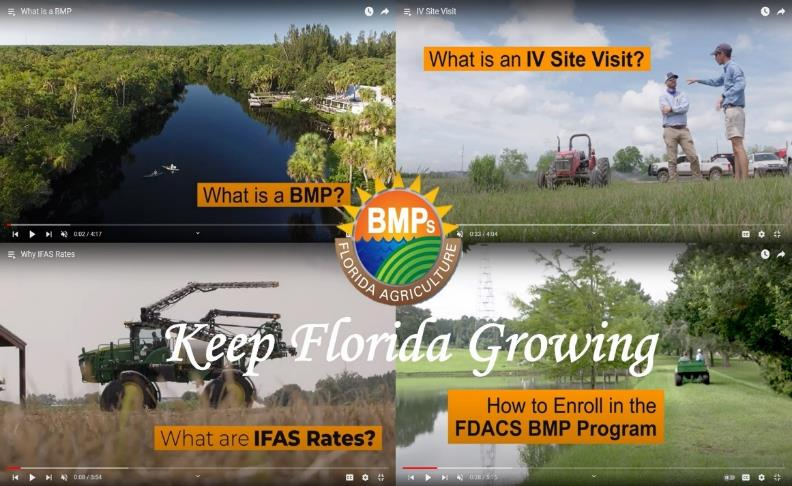 What is a BMP
What is a BMP?
0:02 / 4:17
IV Site Visit
What is an IV Site Visit?
0:33 / 4:04
BMPs
FLORIDA AGRICULTURE
Keep Florida Growing
Why IFAS Rates
What are IFAS Rates?
0:08 / 3:54
How to Enroll in the
FDACS BMP Program